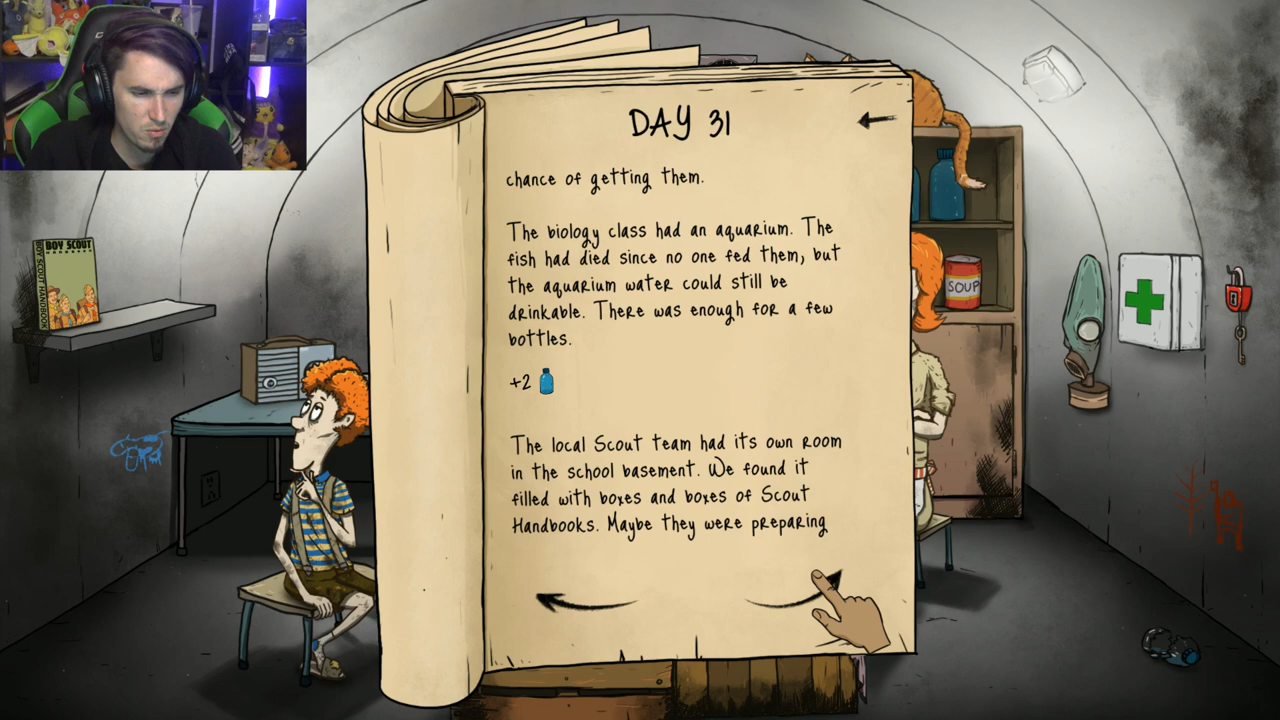 DAY 31
chance of getting them.
The biology class had an aquarium. The
fish had died since no one fed them, but
the aquarium water could still be
drinkable. There was enough for a few
bottles.
+2
The local Scout team had its own room
in the school basement. We found it
filled with boxes and boxes of Scout
Handbooks. Maybe they were preparing
BOY SCOUT
BOY SCOUT HANDBOOK
SOUP